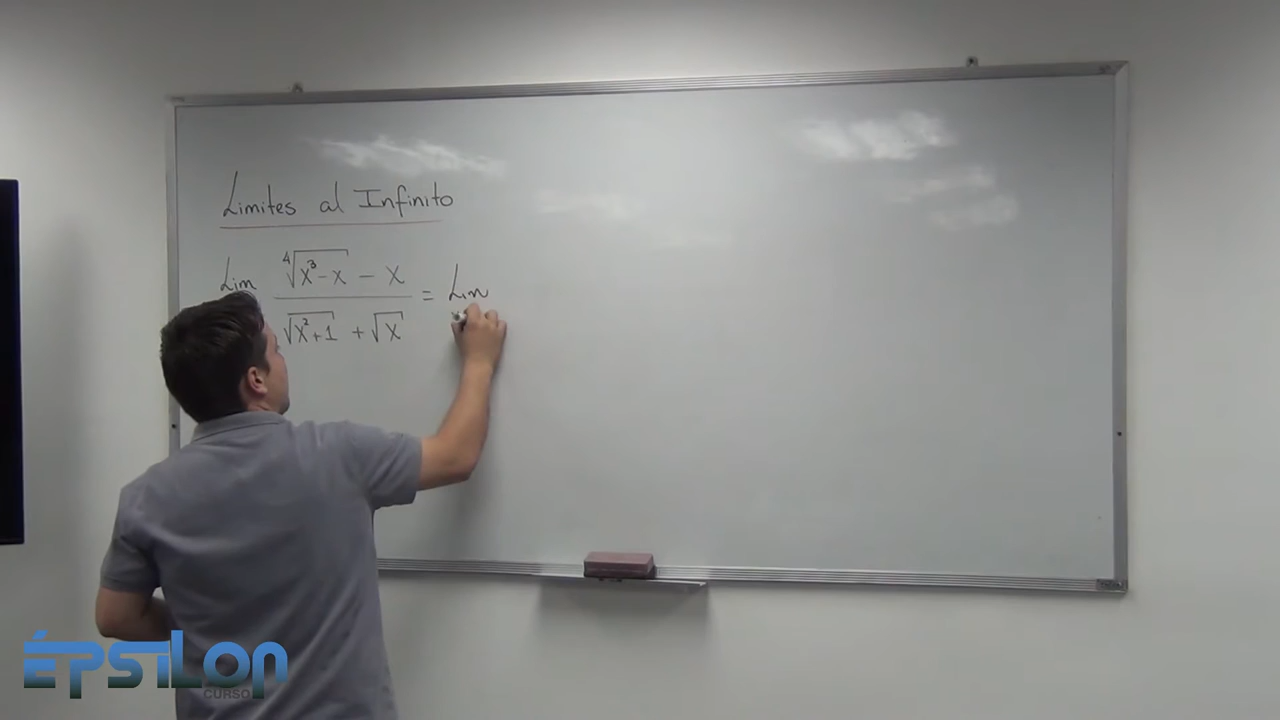 Limites al Infinito
Lim ⁴√(x³-x) - x / √(x²+1) + √x = Lim
ÉPSILON
CURSO